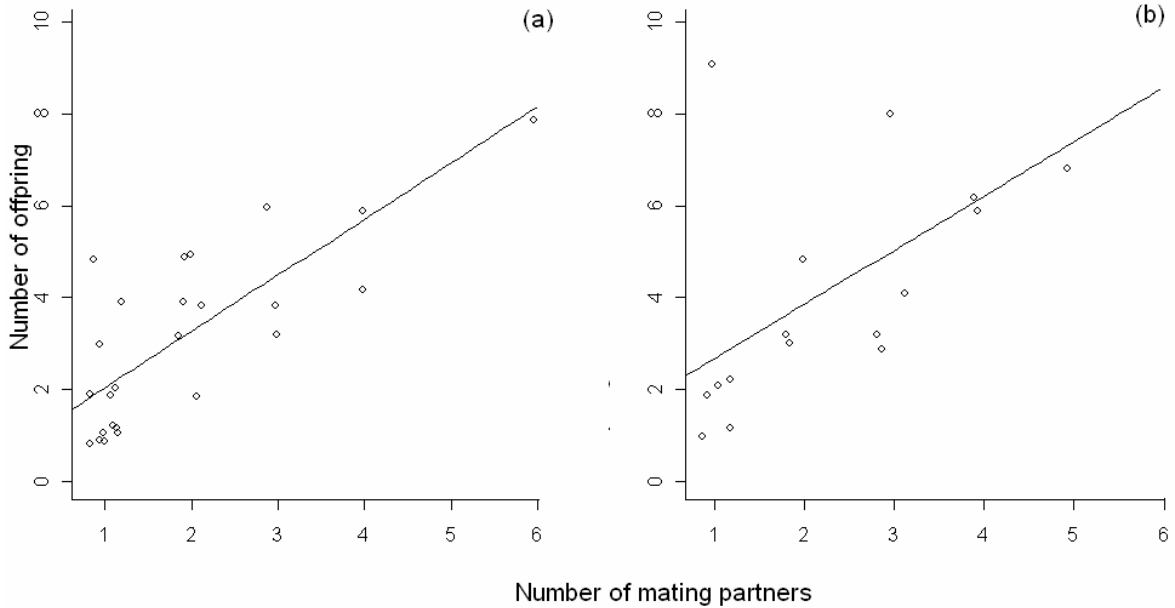 (a)
(b)
Number of offpring
0 2 4 6 8 10
1 2 3 4 5 6
0 2 4 6 8 10
1 2 3 4 5 6
Number of mating partners